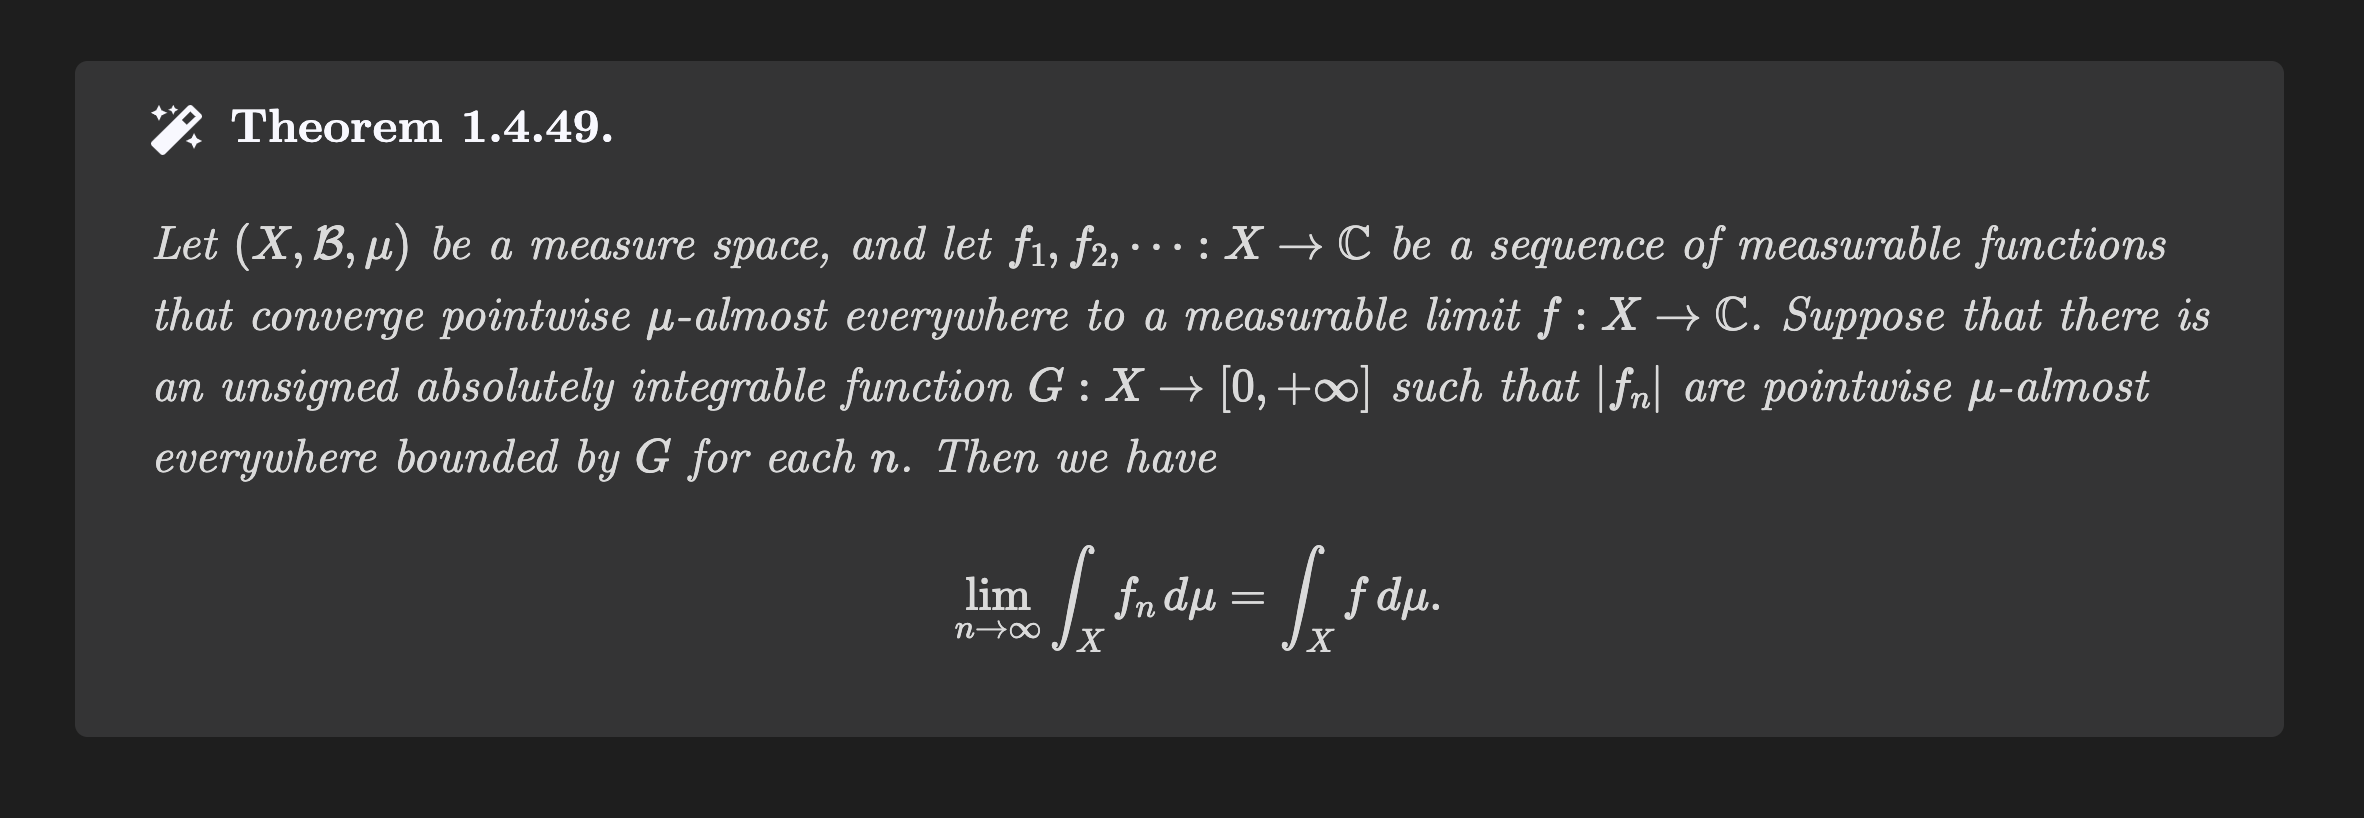 Theorem 1.4.49.
Let (X, ℬ, μ) be a measure space, and let f₁, f₂, ⋯ : X → ℂ be a sequence of measurable functions
that converge pointwise μ-almost everywhere to a measurable limit f : X → ℂ. Suppose that there is
an unsigned absolutely integrable function G : X → [0, +∞] such that |fₙ| are pointwise μ-almost
everywhere bounded by G for each n. Then we have
lim_{n→∞} ∫_X fₙ dμ = ∫_X f dμ.